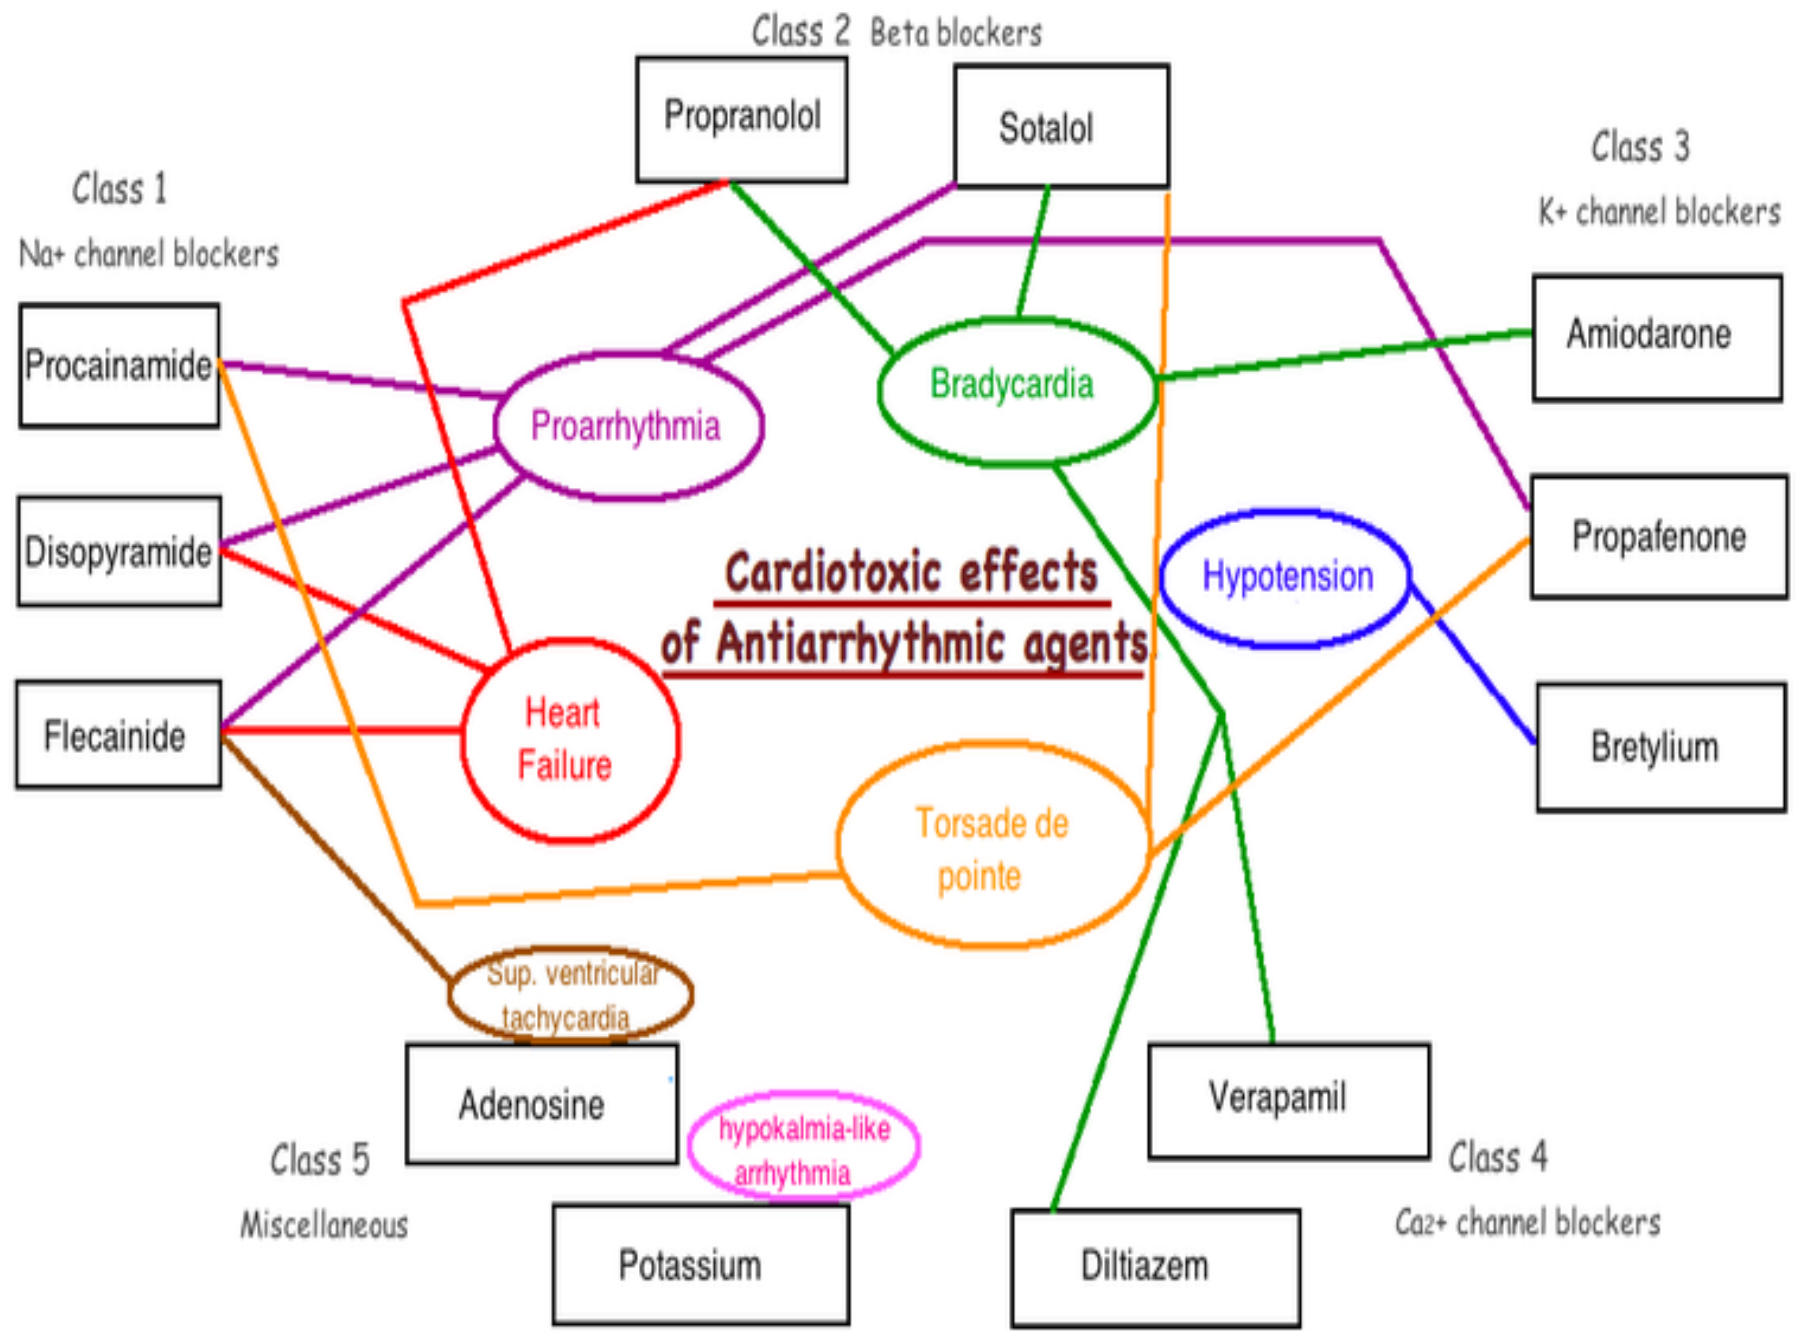 Class 2 Beta blockers
Propranolol
Sotalol
Class 3
K+ channel blockers
Class 1
Na+ channel blockers
Procainamide
Disopyramide
Flecainide
Proarrhythmia
Bradycardia
Amiodarone
Propafenone
Bretylium
Hypotension
Cardiotoxic effects
of Antiarrhythmic agents
Heart
Failure
Torsade de
pointe
Sup. ventricular
tachycardia
Adenosine
hypokalmia-like
arrhythmia
Class 5
Miscellaneous
Potassium
Verapamil
Class 4
Ca2+ channel blockers
Diltiazem